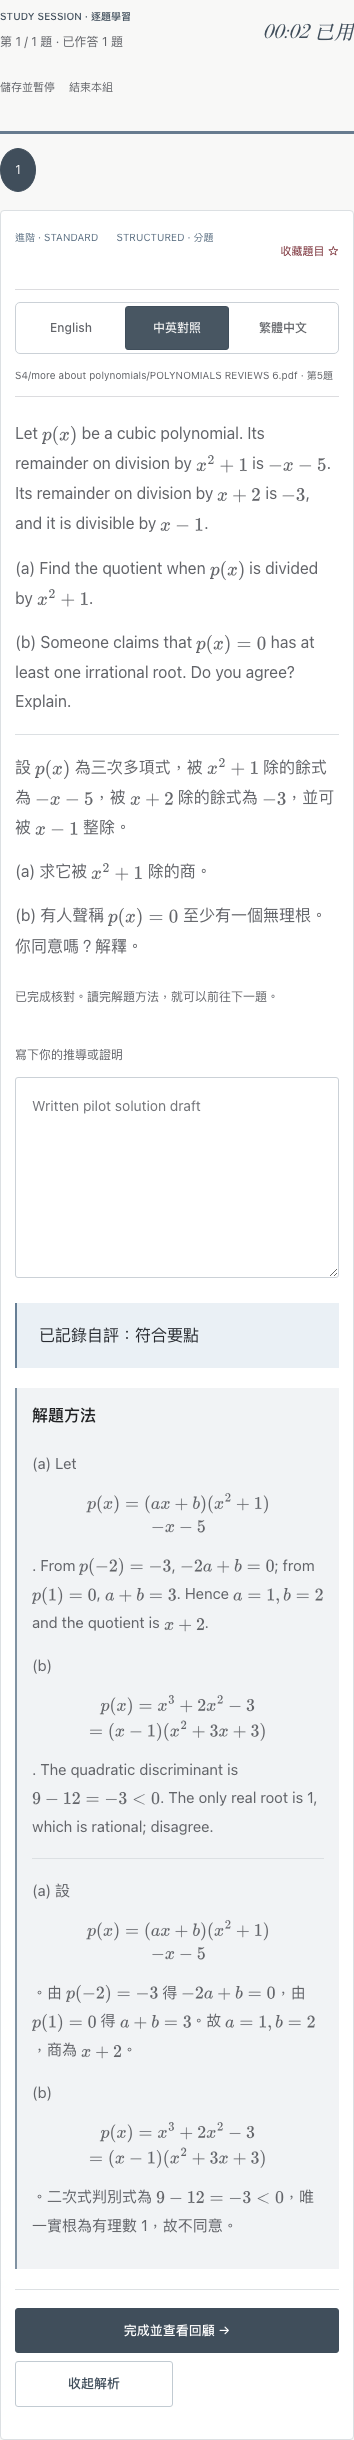 STUDY SESSION · 逐題學習
第 1 / 1 題 · 已作答 1 題
00:02 已用
儲存並暫停 結束本組
1
進階 · STANDARD STRUCTURED · 分題
收藏題目 ☆
English 中英對照 繁體中文
S4/more about polynomials/POLYNOMIALS REVIEWS 6.pdf · 第5題
Let p(x) be a cubic polynomial. Its
remainder on division by x² + 1 is −x − 5.
Its remainder on division by x + 2 is −3,
and it is divisible by x − 1.
(a) Find the quotient when p(x) is divided
by x² + 1.
(b) Someone claims that p(x) = 0 has at
least one irrational root. Do you agree?
Explain.
設 p(x) 為三次多項式，被 x² + 1 除的餘式
為 −x − 5，被 x + 2 除的餘式為 −3，並可
被 x − 1 整除。
(a) 求它被 x² + 1 除的商。
(b) 有人聲稱 p(x) = 0 至少有一個無理根。
你同意嗎？解釋。
已完成核對。讀完解題方法，就可以前往下一題。
寫下你的推導或證明
Written pilot solution draft
已記錄自評：符合要點
解題方法
(a) Let
p(x) = (ax + b)(x² + 1)
−x − 5
. From p(−2) = −3, −2a + b = 0; from
p(1) = 0, a + b = 3. Hence a = 1, b = 2
and the quotient is x + 2.
(b)
p(x) = x³ + 2x² − 3
= (x − 1)(x² + 3x + 3)
. The quadratic discriminant is
9 − 12 = −3 < 0. The only real root is 1,
which is rational; disagree.
(a) 設
p(x) = (ax + b)(x² + 1)
−x − 5
。由 p(−2) = −3 得 −2a + b = 0，由
p(1) = 0 得 a + b = 3。故 a = 1, b = 2
，商為 x + 2。
(b)
p(x) = x³ + 2x² − 3
= (x − 1)(x² + 3x + 3)
。二次式判別式為 9 − 12 = −3 < 0，唯
一實根為有理數 1，故不同意。
完成並查看回顧 →
收起解析